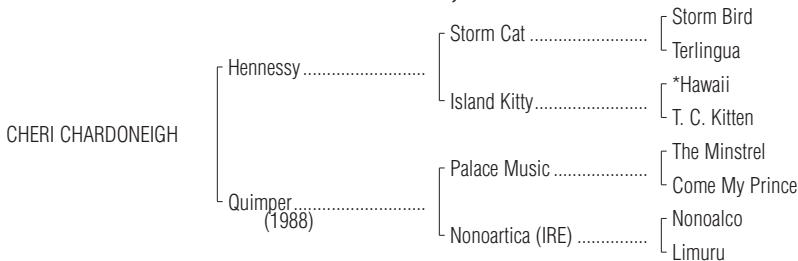 Storm Bird
Storm Cat ............................
Terlingua
Hennessy .............................
*Hawaii
Island Kitty ...........................
T. C. Kitten
CHERI CHARDONEIGH
The Minstrel
Palace Music ......................
Come My Prince
Quimper ...............................
(1988)
Nonoalco
Nonoartica (IRE) .................
Limuru